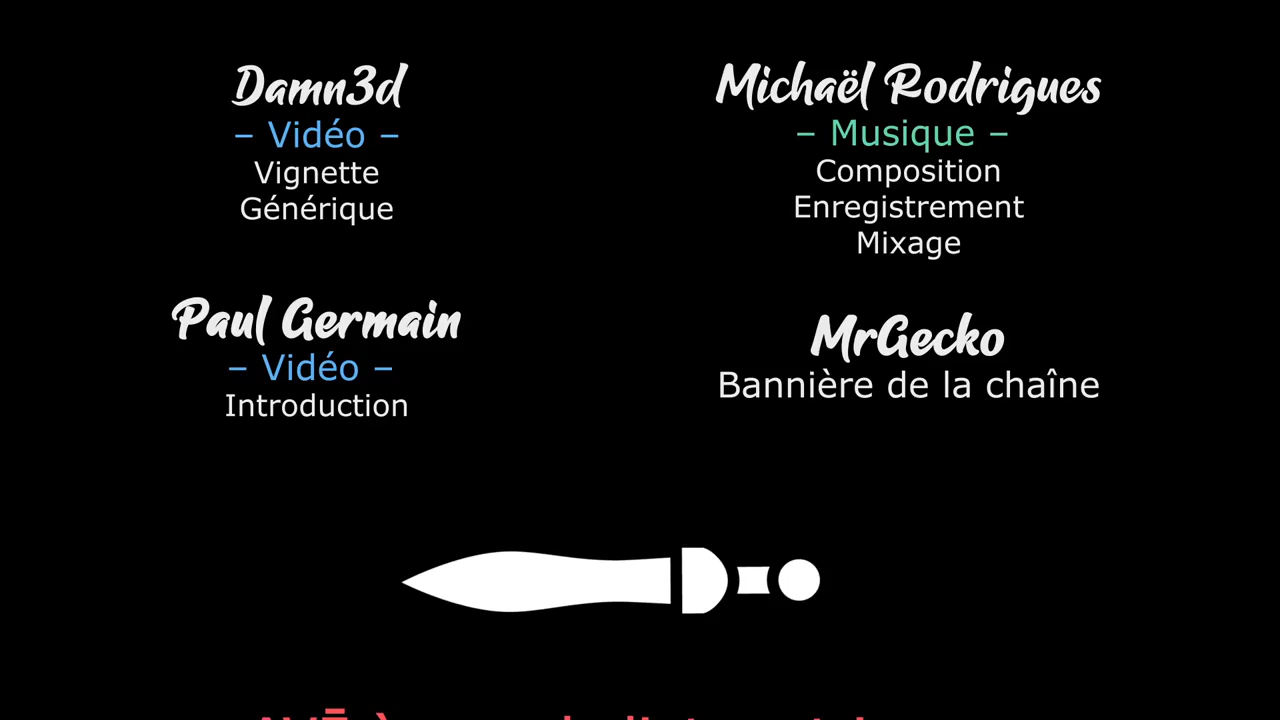 Damn3d
– Vidéo –
Vignette
Générique
Michaël Rodrigues
– Musique –
Composition
Enregistrement
Mixage
Paul Germain
– Vidéo –
Introduction
MrGecko
Bannière de la chaîne